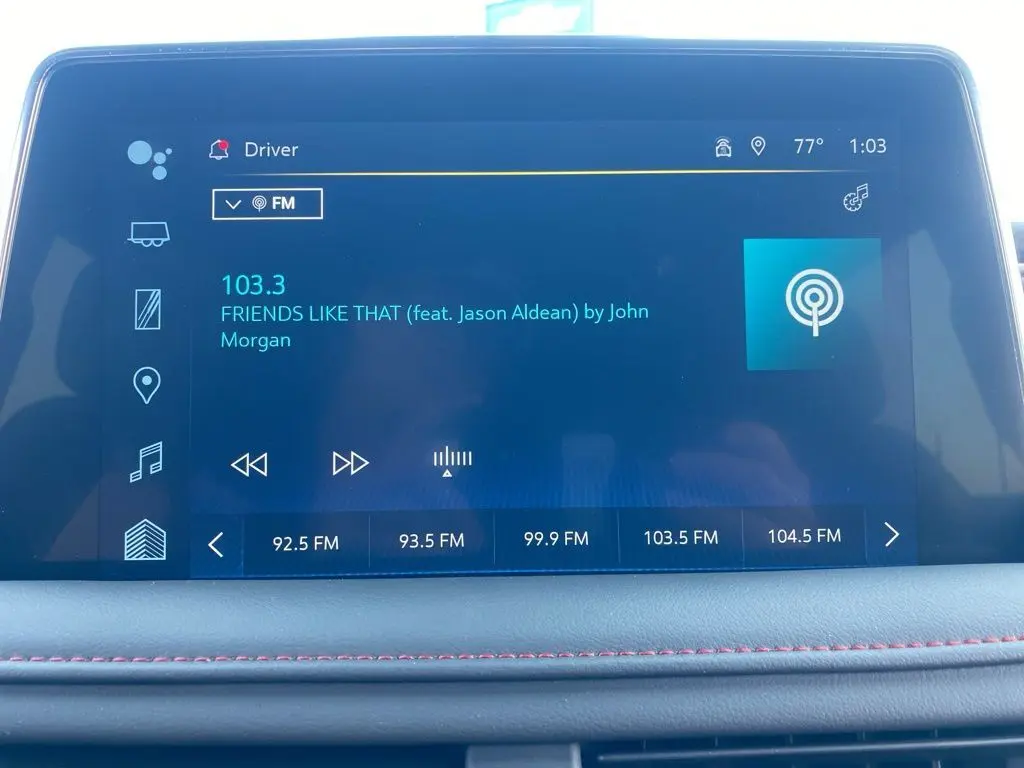 Driver
77° 1:03
FM
103.3
FRIENDS LIKE THAT (feat. Jason Aldean) by John
Morgan
92.5 FM 93.5 FM 99.9 FM 103.5 FM 104.5 FM